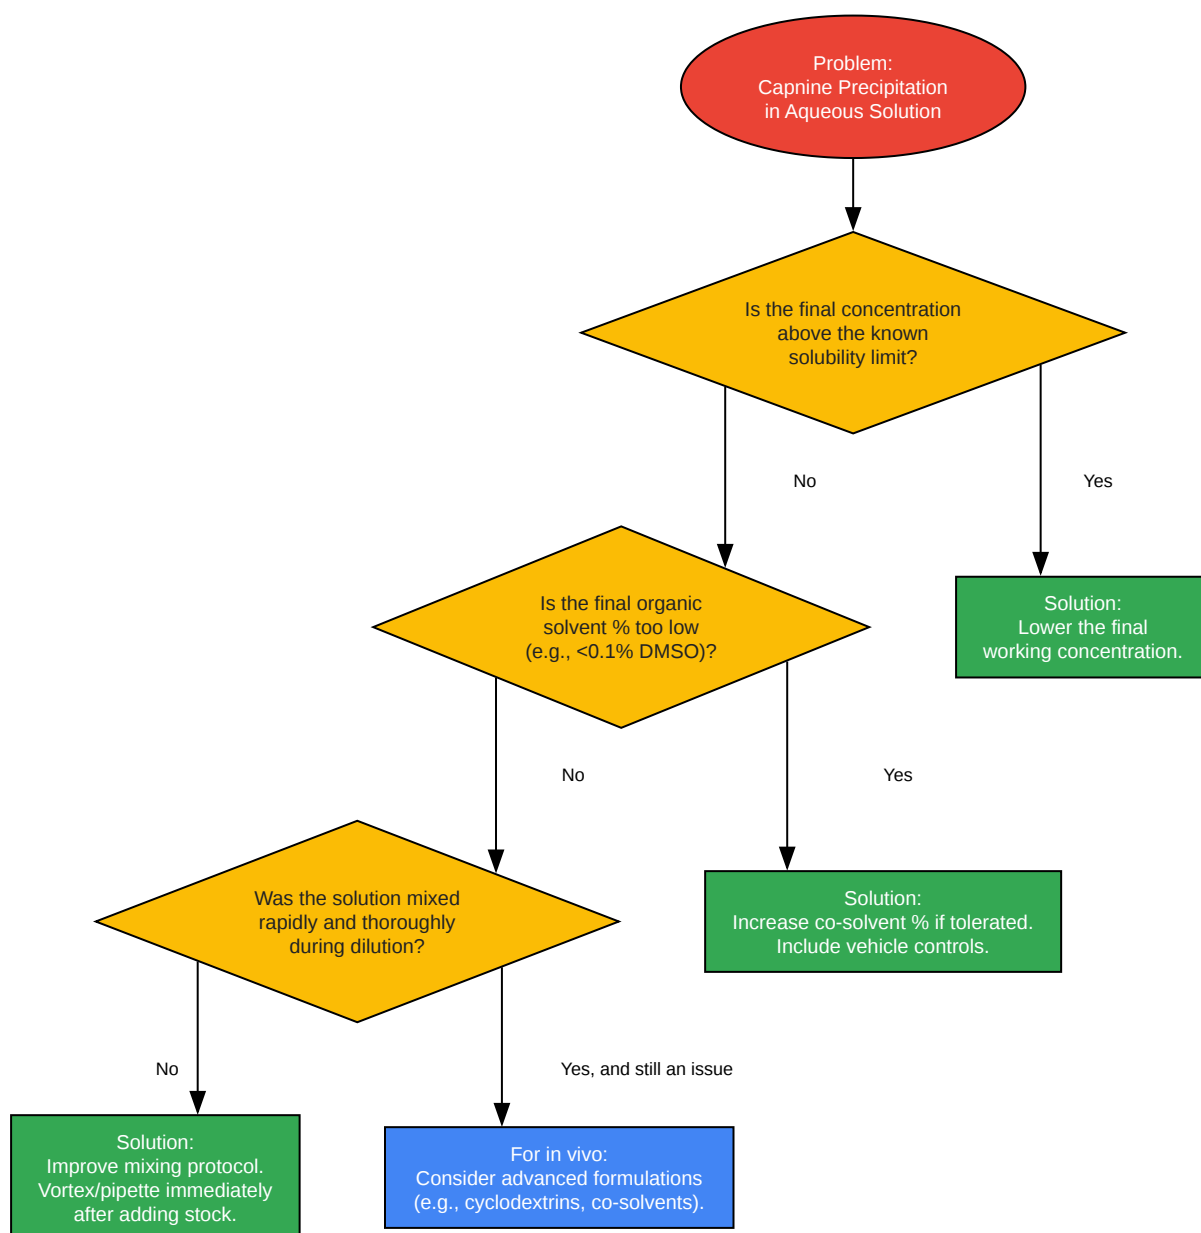 Problem:
Capnine Precipitation
in Aqueous Solution
Is the final concentration
above the known
solubility limit?
No
Yes
Is the final organic
solvent % too low
(e.g., <0.1% DMSO)?
Solution:
Lower the final
working concentration.
No
Yes
Was the solution mixed
rapidly and thoroughly
during dilution?
Solution:
Increase co-solvent % if tolerated.
Include vehicle controls.
No
Yes, and still an issue
Solution:
Improve mixing protocol.
Vortex/pipette immediately
after adding stock.
For in vivo:
Consider advanced formulations
(e.g., cyclodextrins, co-solvents).